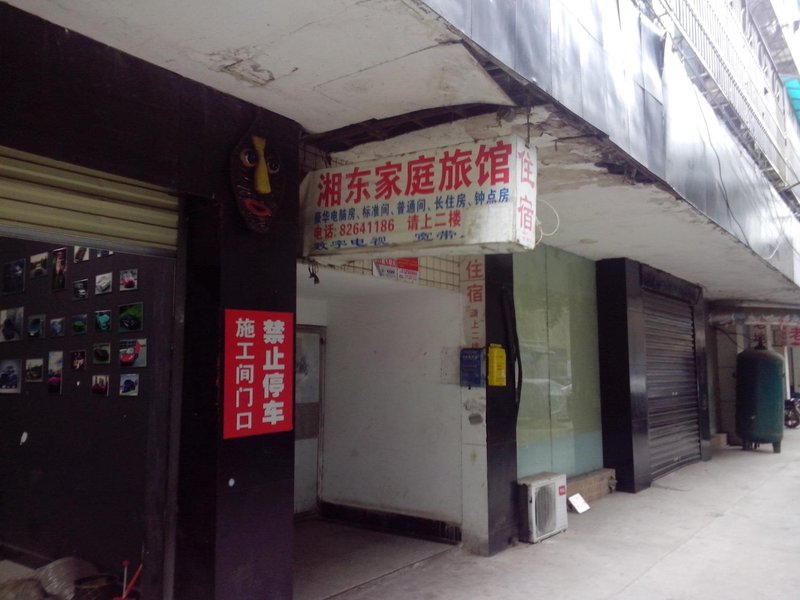 湘东家庭旅馆
豪华电脑房、标准间、普通间、长住房、钟点房
电话:82641186 请上二楼
数字电视 宽带
住宿
住宿
请上二楼
禁止停车
施工间门口